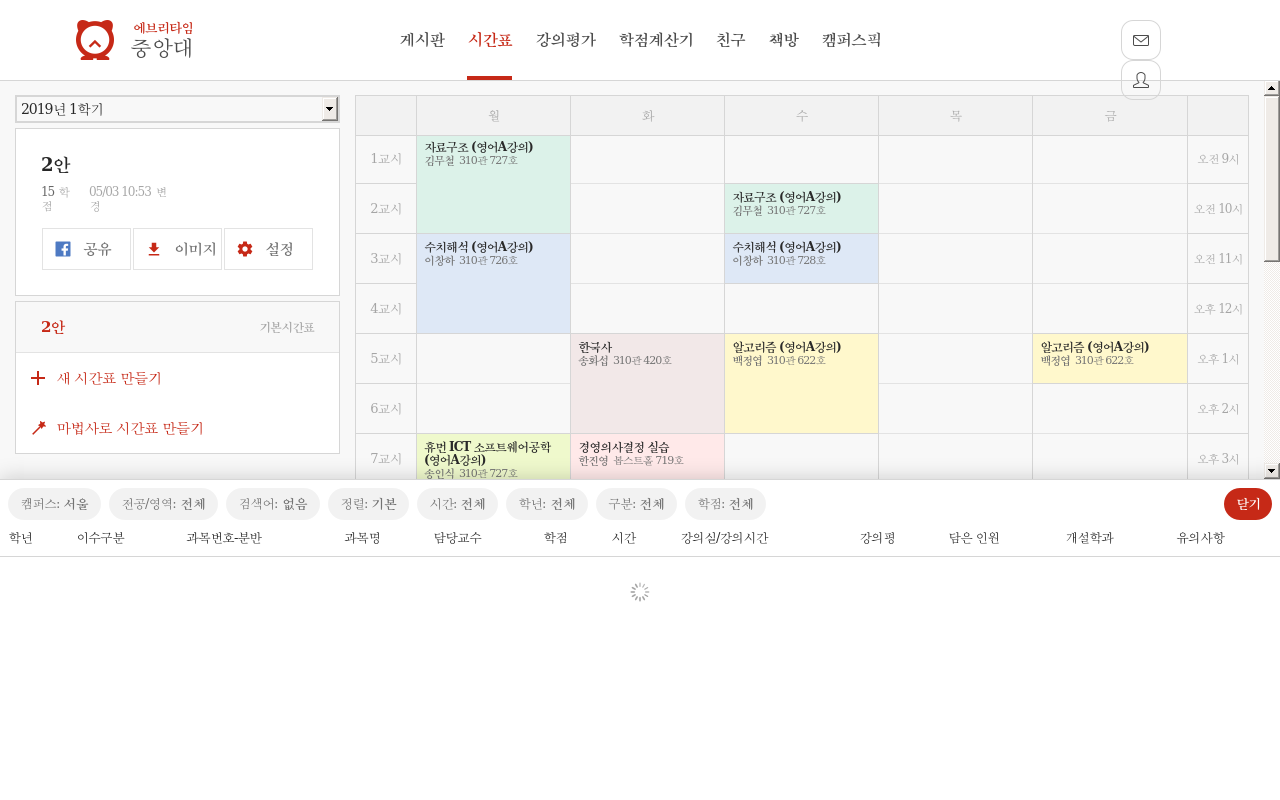 에브리타임
중앙대
게시판 시간표 강의평가 학점계산기 친구 책방 캠퍼스픽
2019년 1학기
2안
15 학점
05/03 10:53 변경
공유 이미지 설정
2안 기본시간표
새 시간표 만들기
마법사로 시간표 만들기
월 화 수 목 금
1교시 오전 9시
자료구조 (영어A강의)
김무철 310관 727호
2교시 오전 10시
자료구조 (영어A강의)
김무철 310관 727호
3교시 오전 11시
수치해석 (영어A강의)
이창하 310관 726호
수치해석 (영어A강의)
이창하 310관 728호
4교시 오후 12시
5교시 오후 1시
한국사
송화섭 310관 420호
알고리즘 (영어A강의)
백정엽 310관 622호
알고리즘 (영어A강의)
백정엽 310관 622호
6교시 오후 2시
7교시 오후 3시
휴먼 ICT 소프트웨어공학
(영어A강의)
송인식 310관 727호
경영의사결정 실습
한진영 봅스트홀 719호
캠퍼스: 서울 전공/영역: 전체 검색어: 없음 정렬: 기본 시간: 전체 학년: 전체 구분: 전체 학점: 전체 닫기
학년 이수구분 과목번호-분반 과목명 담당교수 학점 시간 강의실/강의시간 강의평 담은 인원 개설학과 유의사항